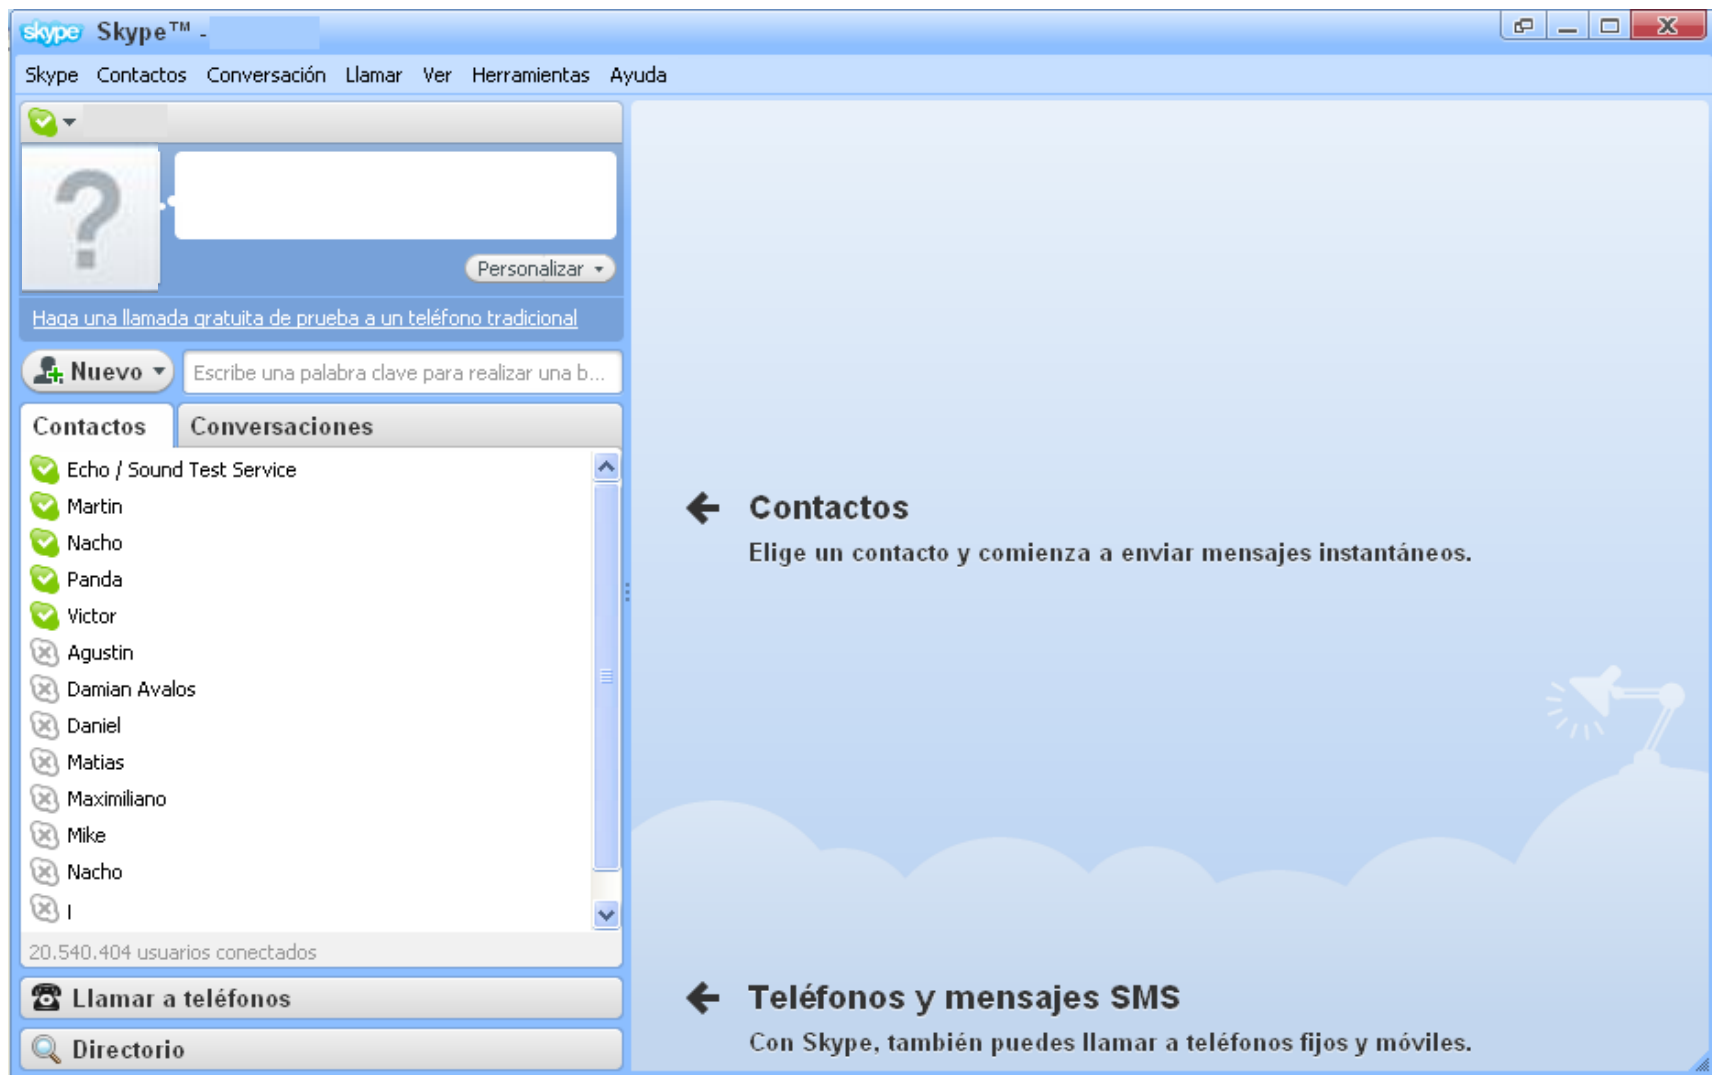 skype Skype™ -
Skype Contactos Conversación Llamar Ver Herramientas Ayuda
?
Personalizar
Haga una llamada gratuita de prueba a un teléfono tradicional
Nuevo Escribe una palabra clave para realizar una b...
Contactos Conversaciones
Echo / Sound Test Service
Martin
Nacho
Panda
Victor
Agustin
Damian Avalos
Daniel
Matias
Maximiliano
Mike
Nacho
20.540.404 usuarios conectados
Llamar a teléfonos
Directorio
Contactos
Elige un contacto y comienza a enviar mensajes instantáneos.
Teléfonos y mensajes SMS
Con Skype, también puedes llamar a teléfonos fijos y móviles.